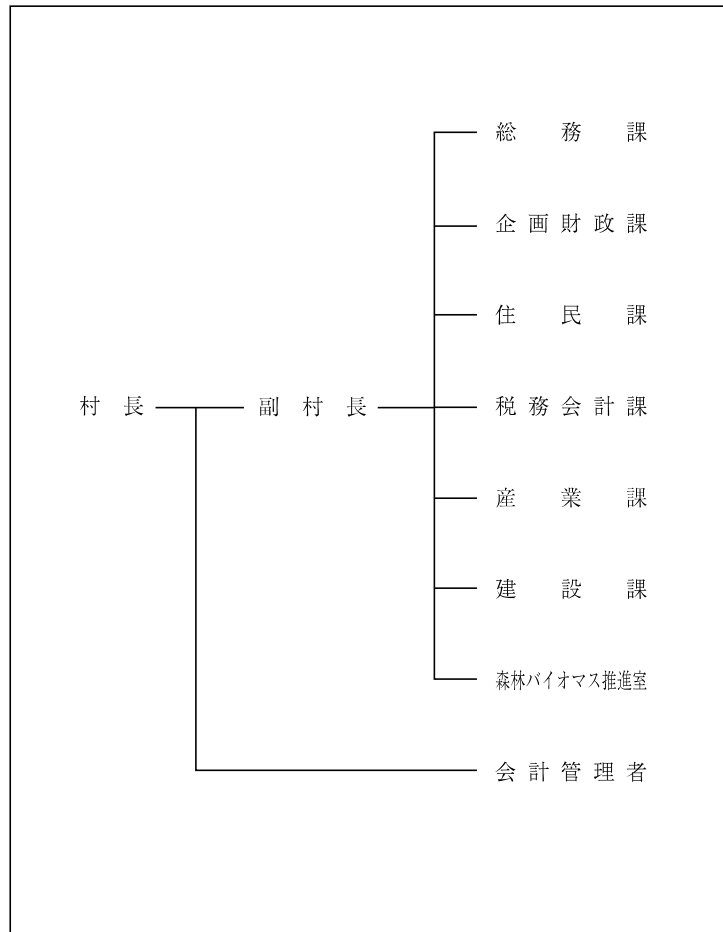 総務課
企画財政課
住民課
村長 副村長 税務会計課
産業課
建設課
森林バイオマス推進室
会計管理者